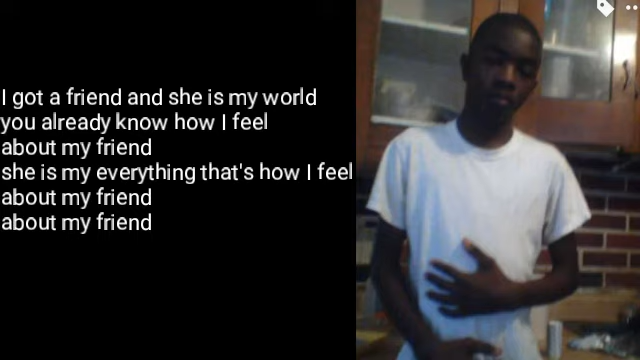 I got a friend and she is my world
you already know how I feel
about my friend
she is my everything that's how I feel
about my friend
about my friend